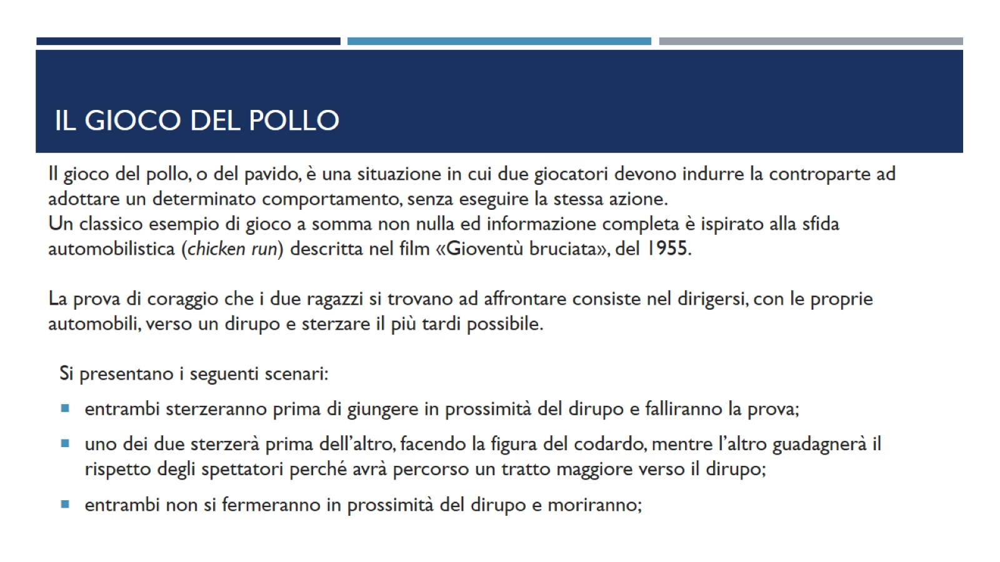 IL GIOCO DEL POLLO
Il gioco del pollo, o del pavido, è una situazione in cui due giocatori devono indurre la controparte ad
adottare un determinato comportamento, senza eseguire la stessa azione.
Un classico esempio di gioco a somma non nulla ed informazione completa è ispirato alla sfida
automobilistica (chicken run) descritta nel film «Gioventù bruciata», del 1955.
La prova di coraggio che i due ragazzi si trovano ad affrontare consiste nel dirigersi, con le proprie
automobili, verso un dirupo e sterzare il più tardi possibile.
Si presentano i seguenti scenari:
entrambi sterzeranno prima di giungere in prossimità del dirupo e falliranno la prova;
uno dei due sterzerà prima dell’altro, facendo la figura del codardo, mentre l’altro guadagnerà il
rispetto degli spettatori perché avrà percorso un tratto maggiore verso il dirupo;
entrambi non si fermeranno in prossimità del dirupo e moriranno;